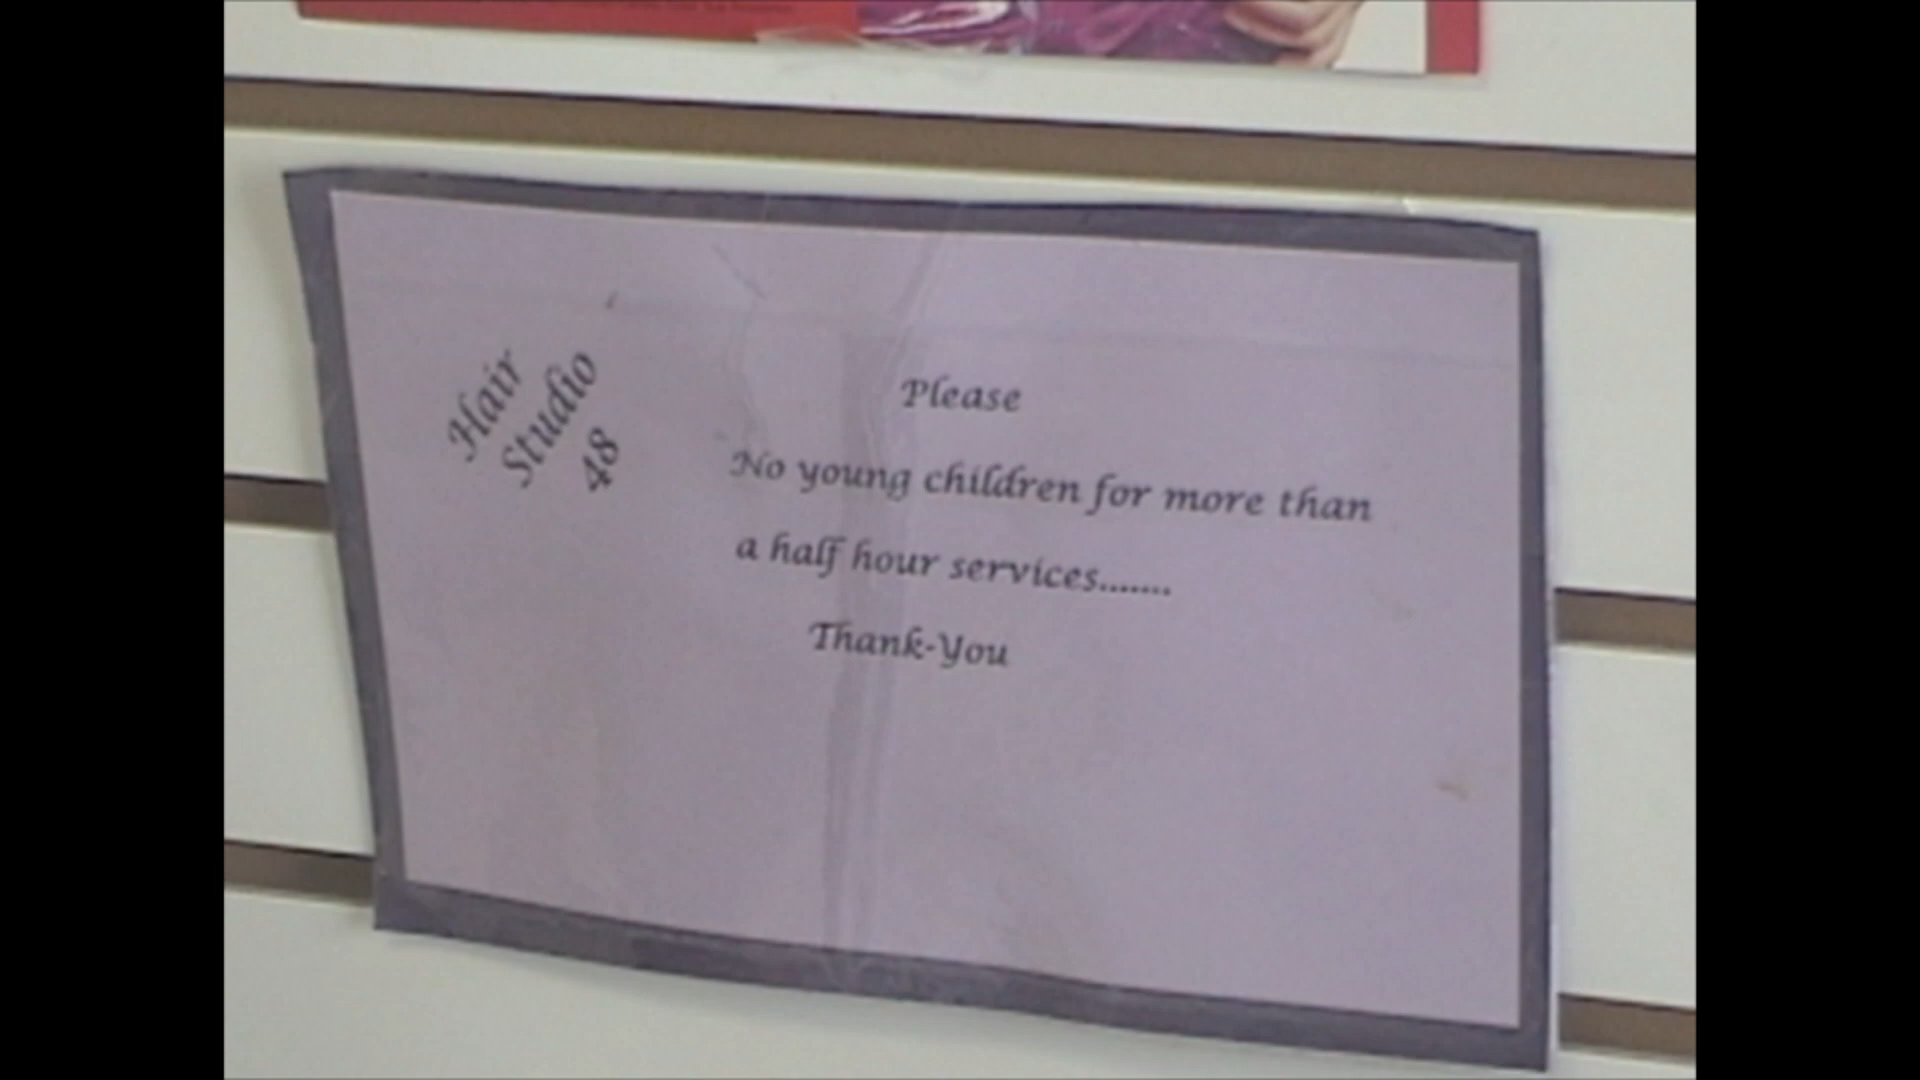 Hair
Studio
48
Please
No young children for more than
a half hour services.......
Thank-You